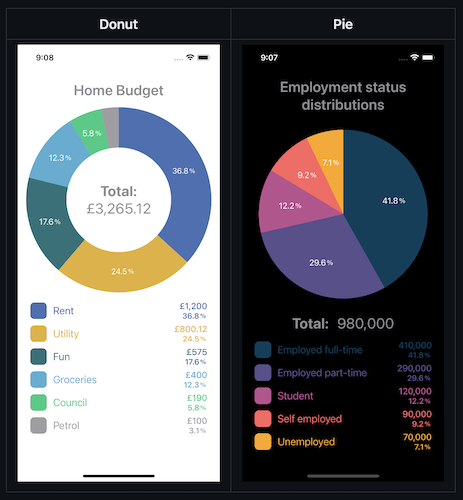 Donut
Pie
9:08
Home Budget
36.8%
24.5%
17.6%
12.3%
5.8%
Total:
£3,265.12
Rent £1,200
36.8%
Utility £800.12
24.5%
Fun £575
17.6%
Groceries £400
12.3%
Council £190
5.8%
Petrol £100
3.1%
9:07
Employment status
distributions
41.8%
29.6%
12.2%
9.2%
7.1%
Total: 980,000
Employed full-time 410,000
41.8%
Employed part-time 290,000
29.6%
Student 120,000
12.2%
Self employed 90,000
9.2%
Unemployed 70,000
7.1%